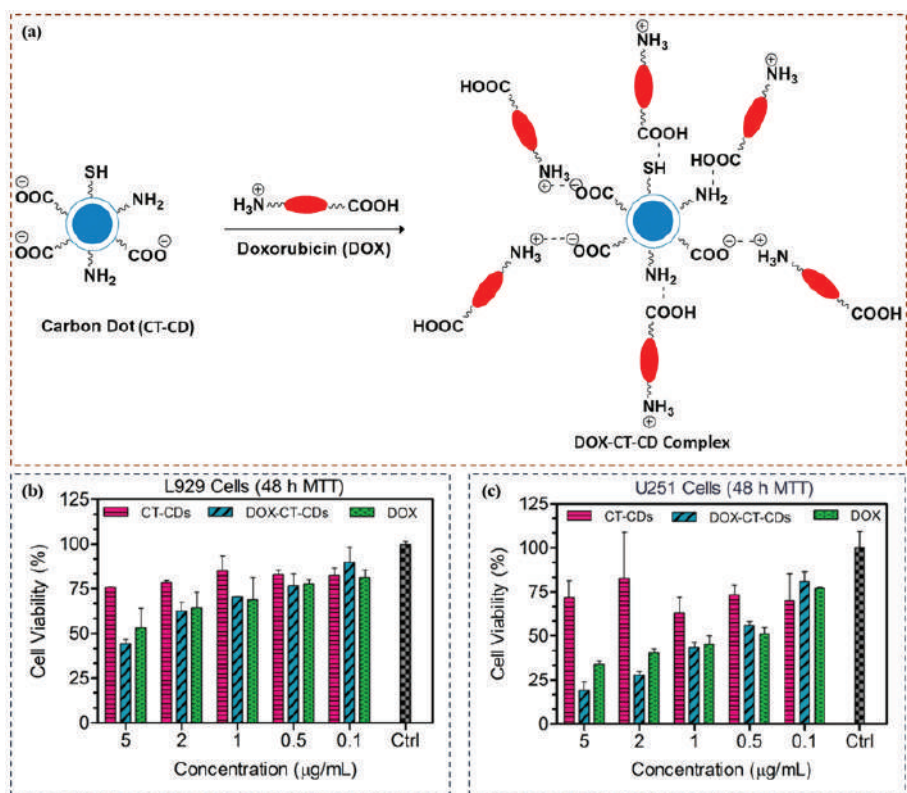 (a)
SH
⊖
OOC
NH₂
⊖
OOC
COO⊖
NH₂
Carbon Dot (CT-CD)
⊕
H₃N
COOH
Doxorubicin (DOX)
⊕
NH₃
HOOC
COOH
SH
⊕
NH₃
HOOC
NH₂
NH₃
⊕
⊖
OOC
NH₃
⊕
⊖
OOC
HOOC
COO
⊖
⊕
H₃N
COOH
NH₂
COOH
NH₃
⊕
DOX-CT-CD Complex
(b)
L929 Cells (48 h MTT)
CT-CDs DOX-CT-CDs DOX
Cell Viability (%)
125
100
75
50
25
0
5 2 1 0.5 0.1 Ctrl
Concentration (μg/mL)
(c)
U251 Cells (48 h MTT)
CT-CDs DOX-CT-CDs DOX
Cell Viability (%)
125
100
75
50
25
0
5 2 1 0.5 0.1 Ctrl
Concentration (μg/mL)